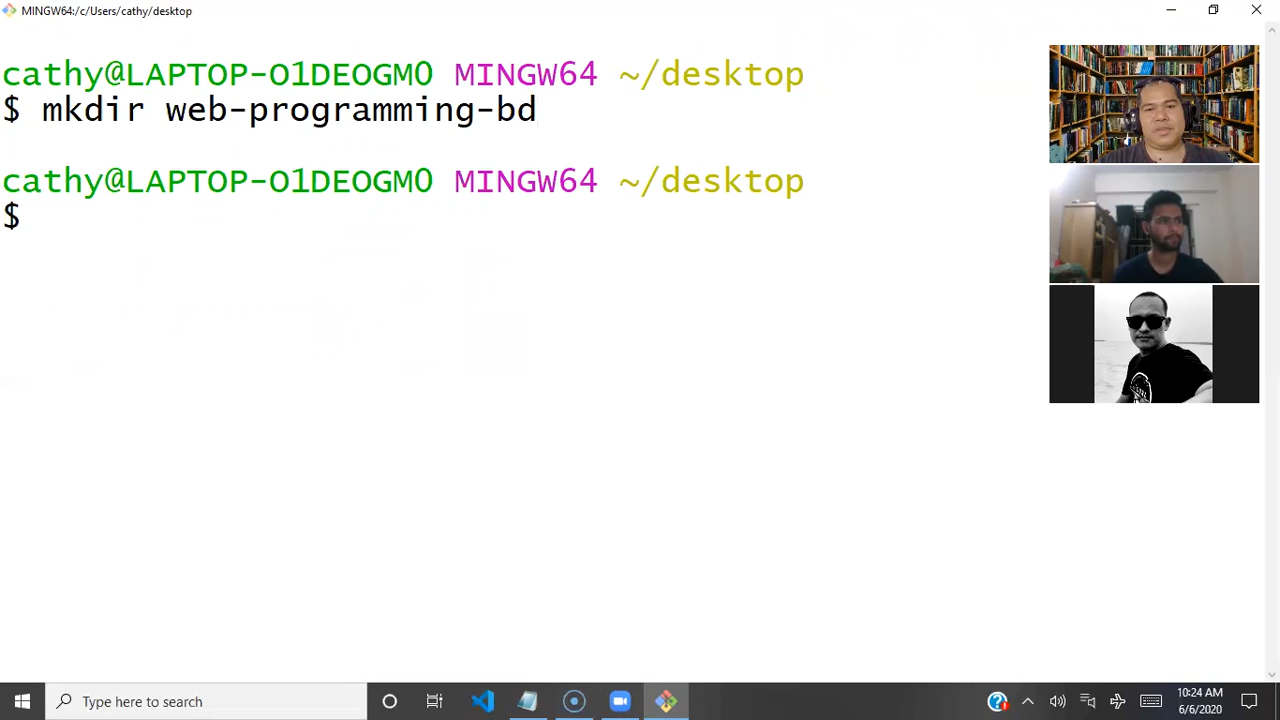 MINGW64:/c/Users/cathy/desktop
cathy@LAPTOP-O1DEOGM0 MINGW64 ~/desktop
$ mkdir web-programming-bd
cathy@LAPTOP-O1DEOGM0 MINGW64 ~/desktop
$
Type here to search
10:24 AM
6/6/2020